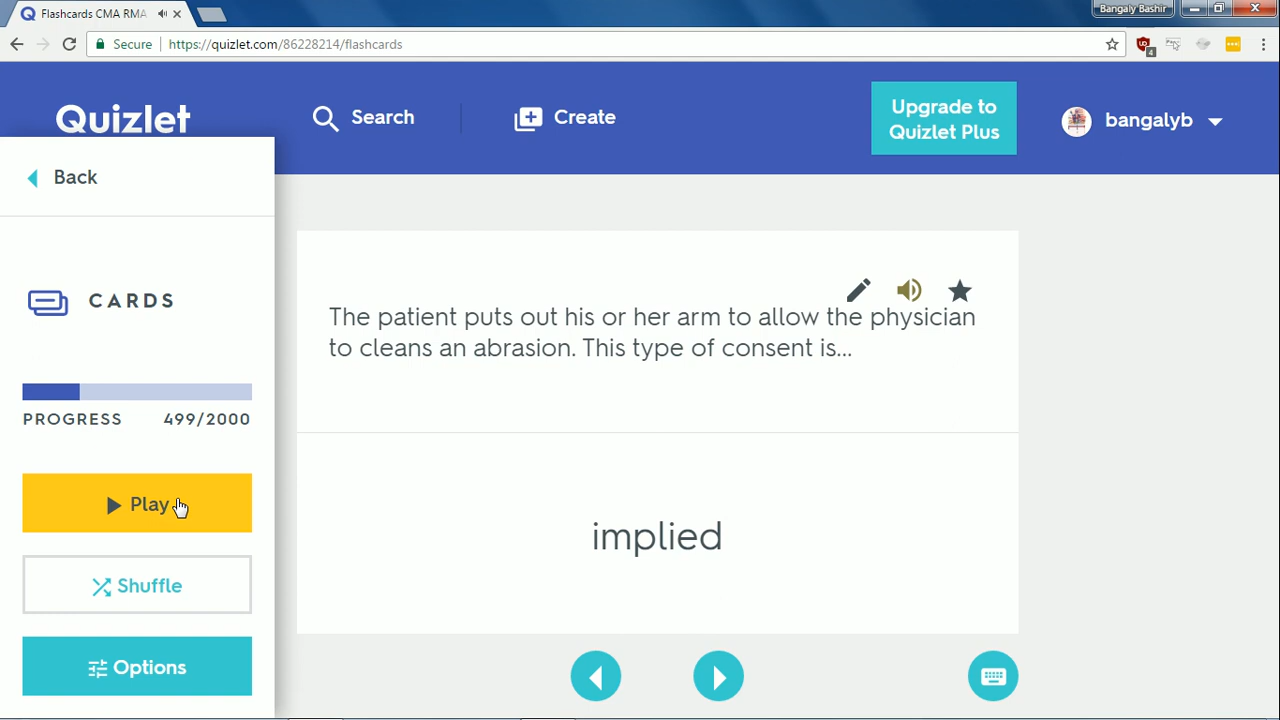 Flashcards CMA RMA
Bangaly Bashir
Secure
https://quizlet.com/86228214/flashcards
4
Quizlet
Search
Create
Upgrade to
Quizlet Plus
bangalyb
Back
CARDS
PROGRESS 499/2000
Play
Shuffle
Options
The patient puts out his or her arm to allow the physician
to cleans an abrasion. This type of consent is...
implied